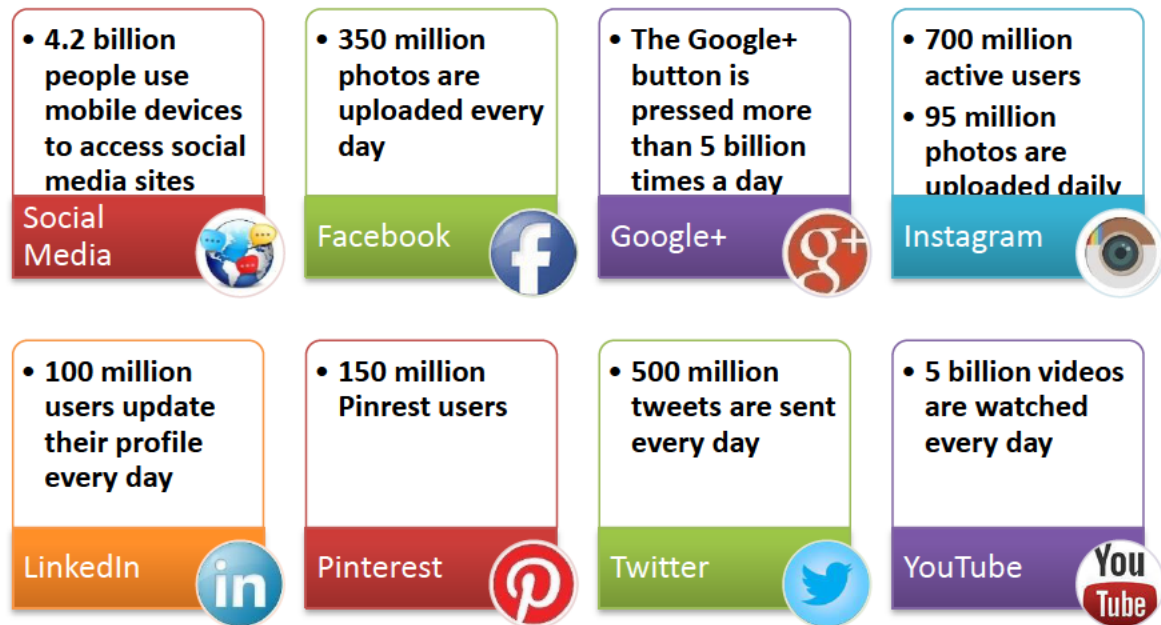 • 4.2 billion
people use
mobile devices
to access social
media sites
Social
Media
• 350 million
photos are
uploaded every
day
Facebook
f
• The Google+
button is
pressed more
than 5 billion
times a day
Google+
g+
• 700 million
active users
• 95 million
photos are
uploaded daily
Instagram
• 100 million
users update
their profile
every day
LinkedIn
in
• 150 million
Pinrest users
Pinterest
P
• 500 million
tweets are sent
every day
Twitter
• 5 billion videos
are watched
every day
YouTube
You
Tube